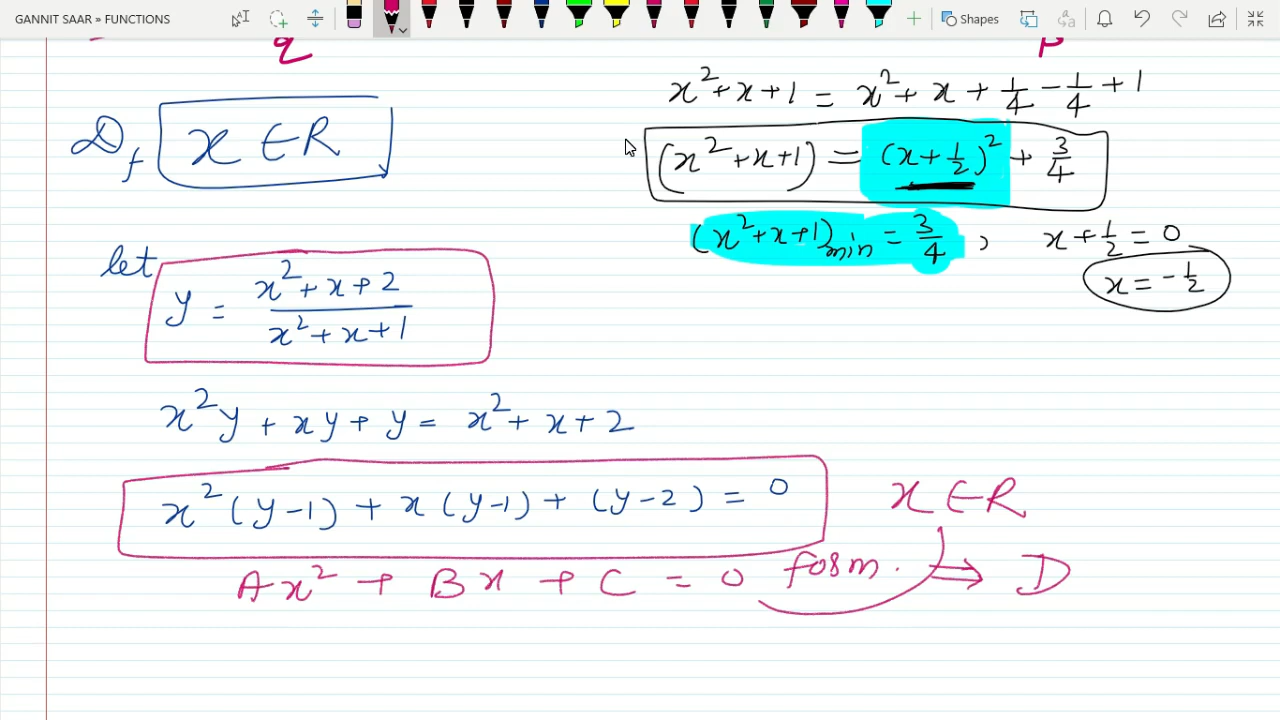 GANNIT SAAR » FUNCTIONS
Shapes
q
x² + x + 1 = x² + x + 1/4 - 1/4 + 1
D_f x ∈ R
(x² + x + 1) = (x + 1/2)² + 3/4
(x² + x + 1)min = 3/4 , x + 1/2 = 0
x = -1/2
let
y = (x² + x + 2)/(x² + x + 1)
x²y + xy + y = x² + x + 2
x²(y-1) + x(y-1) + (y-2) = 0 x ∈ R
Ax² + Bx + C = 0 form. ⇒ D